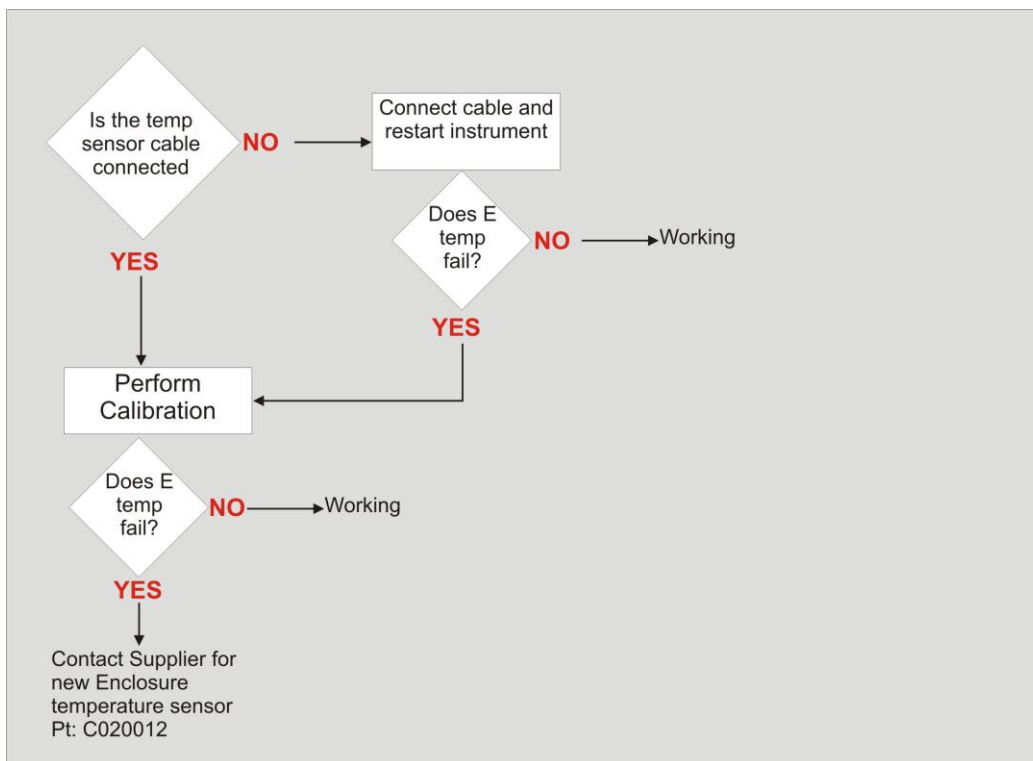 Is the temp
sensor cable
connected
NO
Connect cable and
restart instrument
Does E
temp
fail?
NO
Working
YES
YES
Perform
Calibration
Does E
temp
fail?
NO
Working
YES
Contact Supplier for
new Enclosure
temperature sensor
Pt: C020012